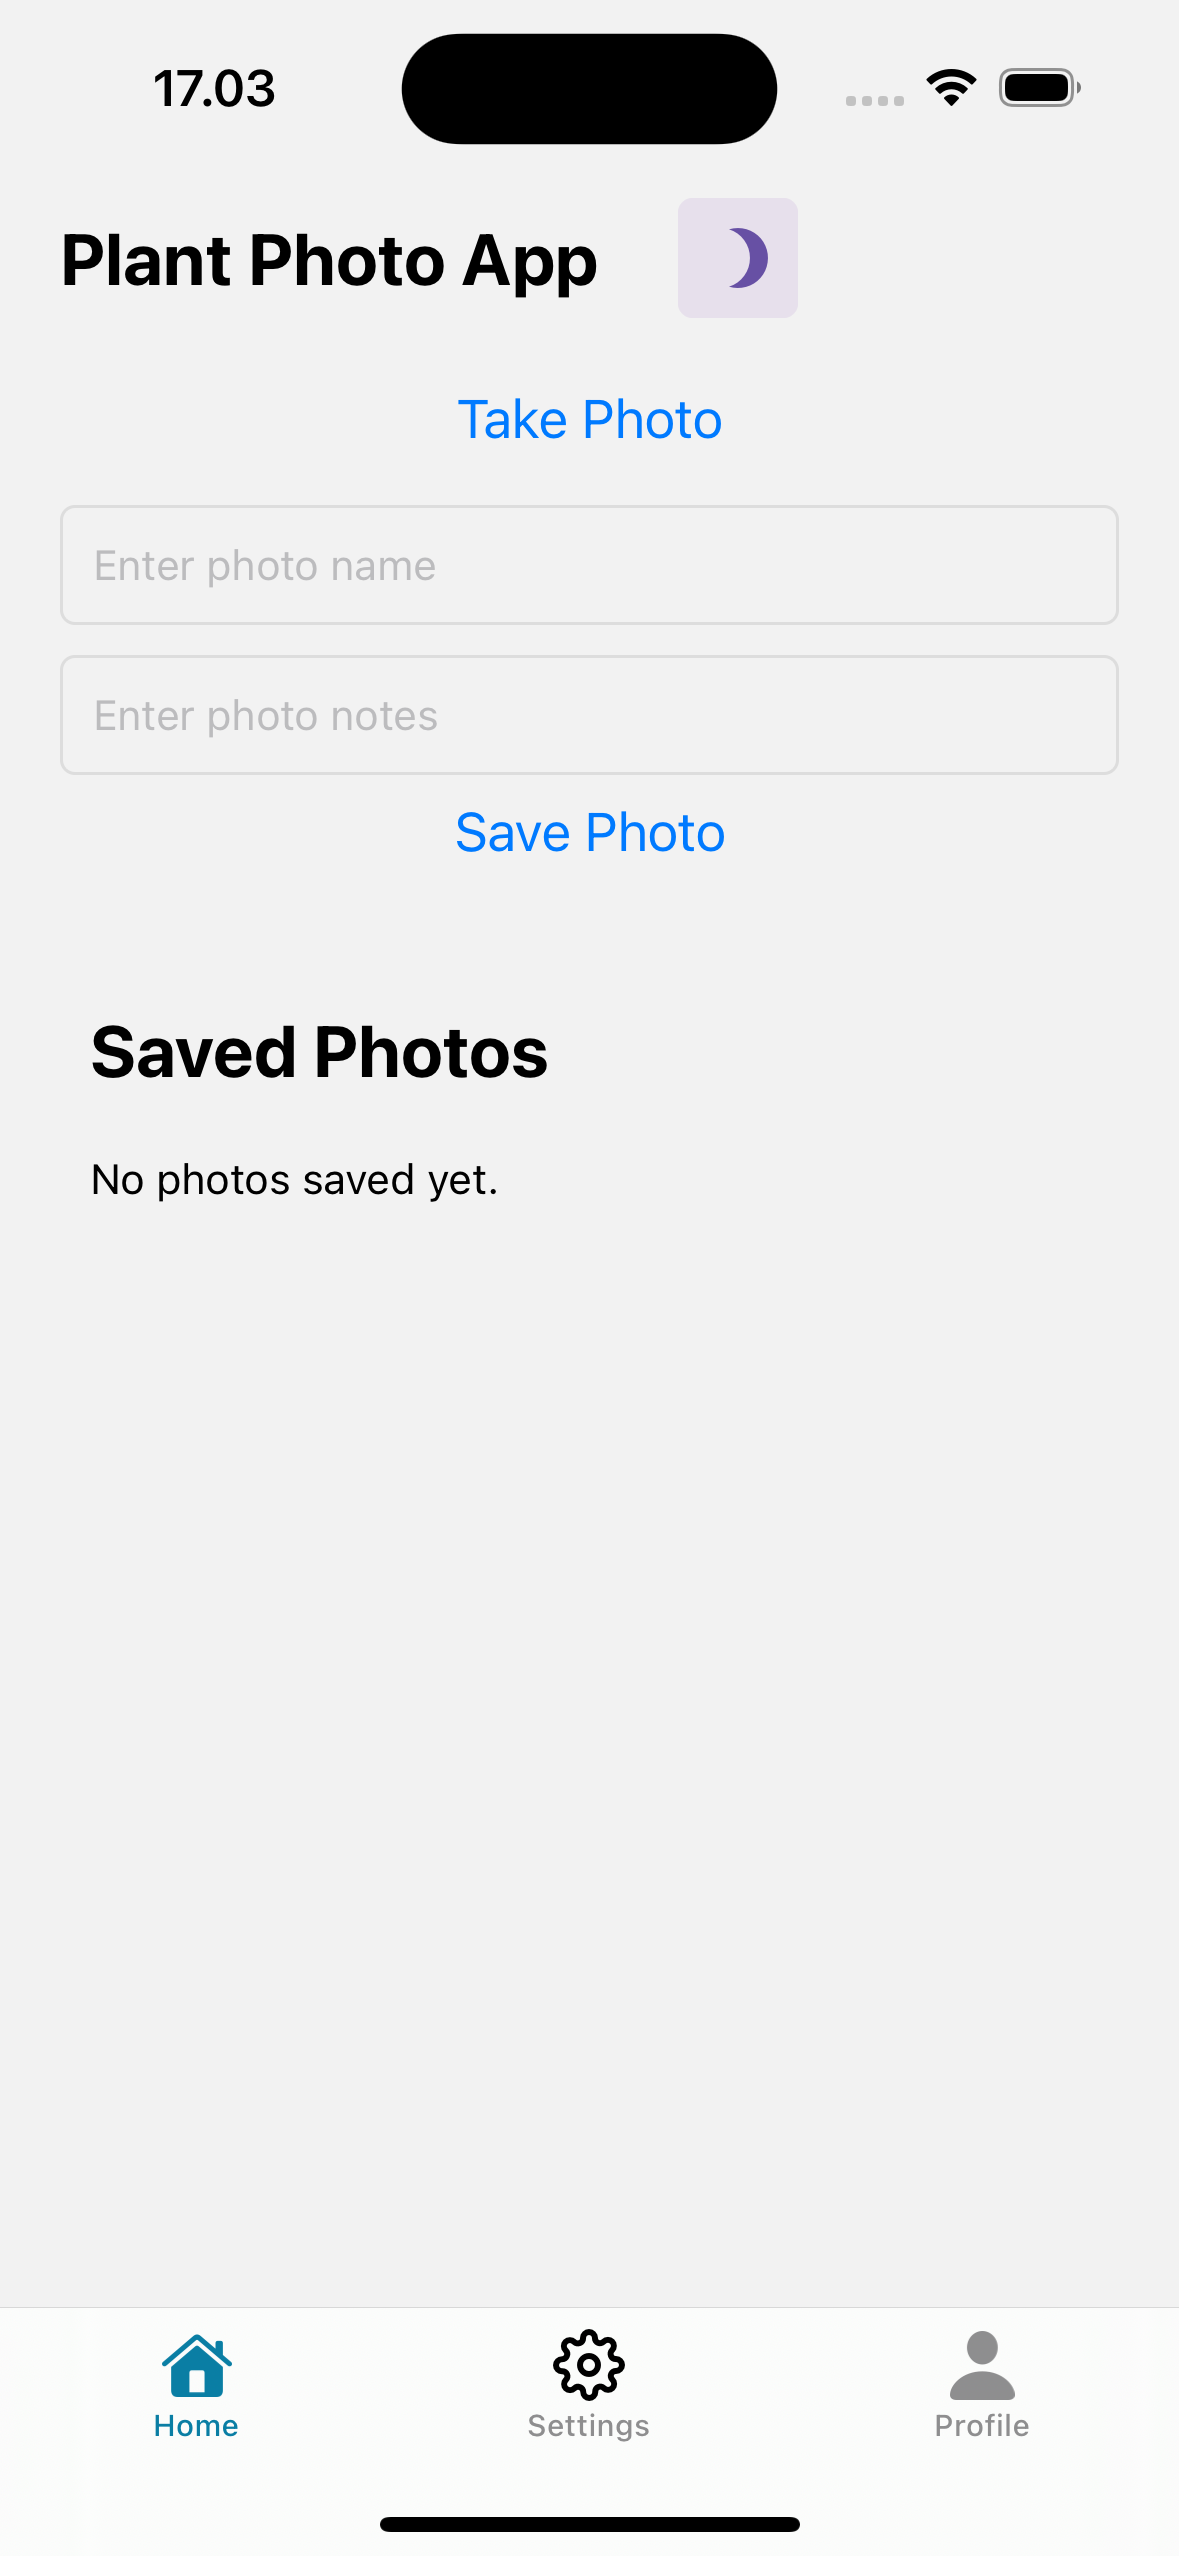 17.03
Plant Photo App
Take Photo
Enter photo name
Enter photo notes
Save Photo
Saved Photos
No photos saved yet.
Home
Settings
Profile